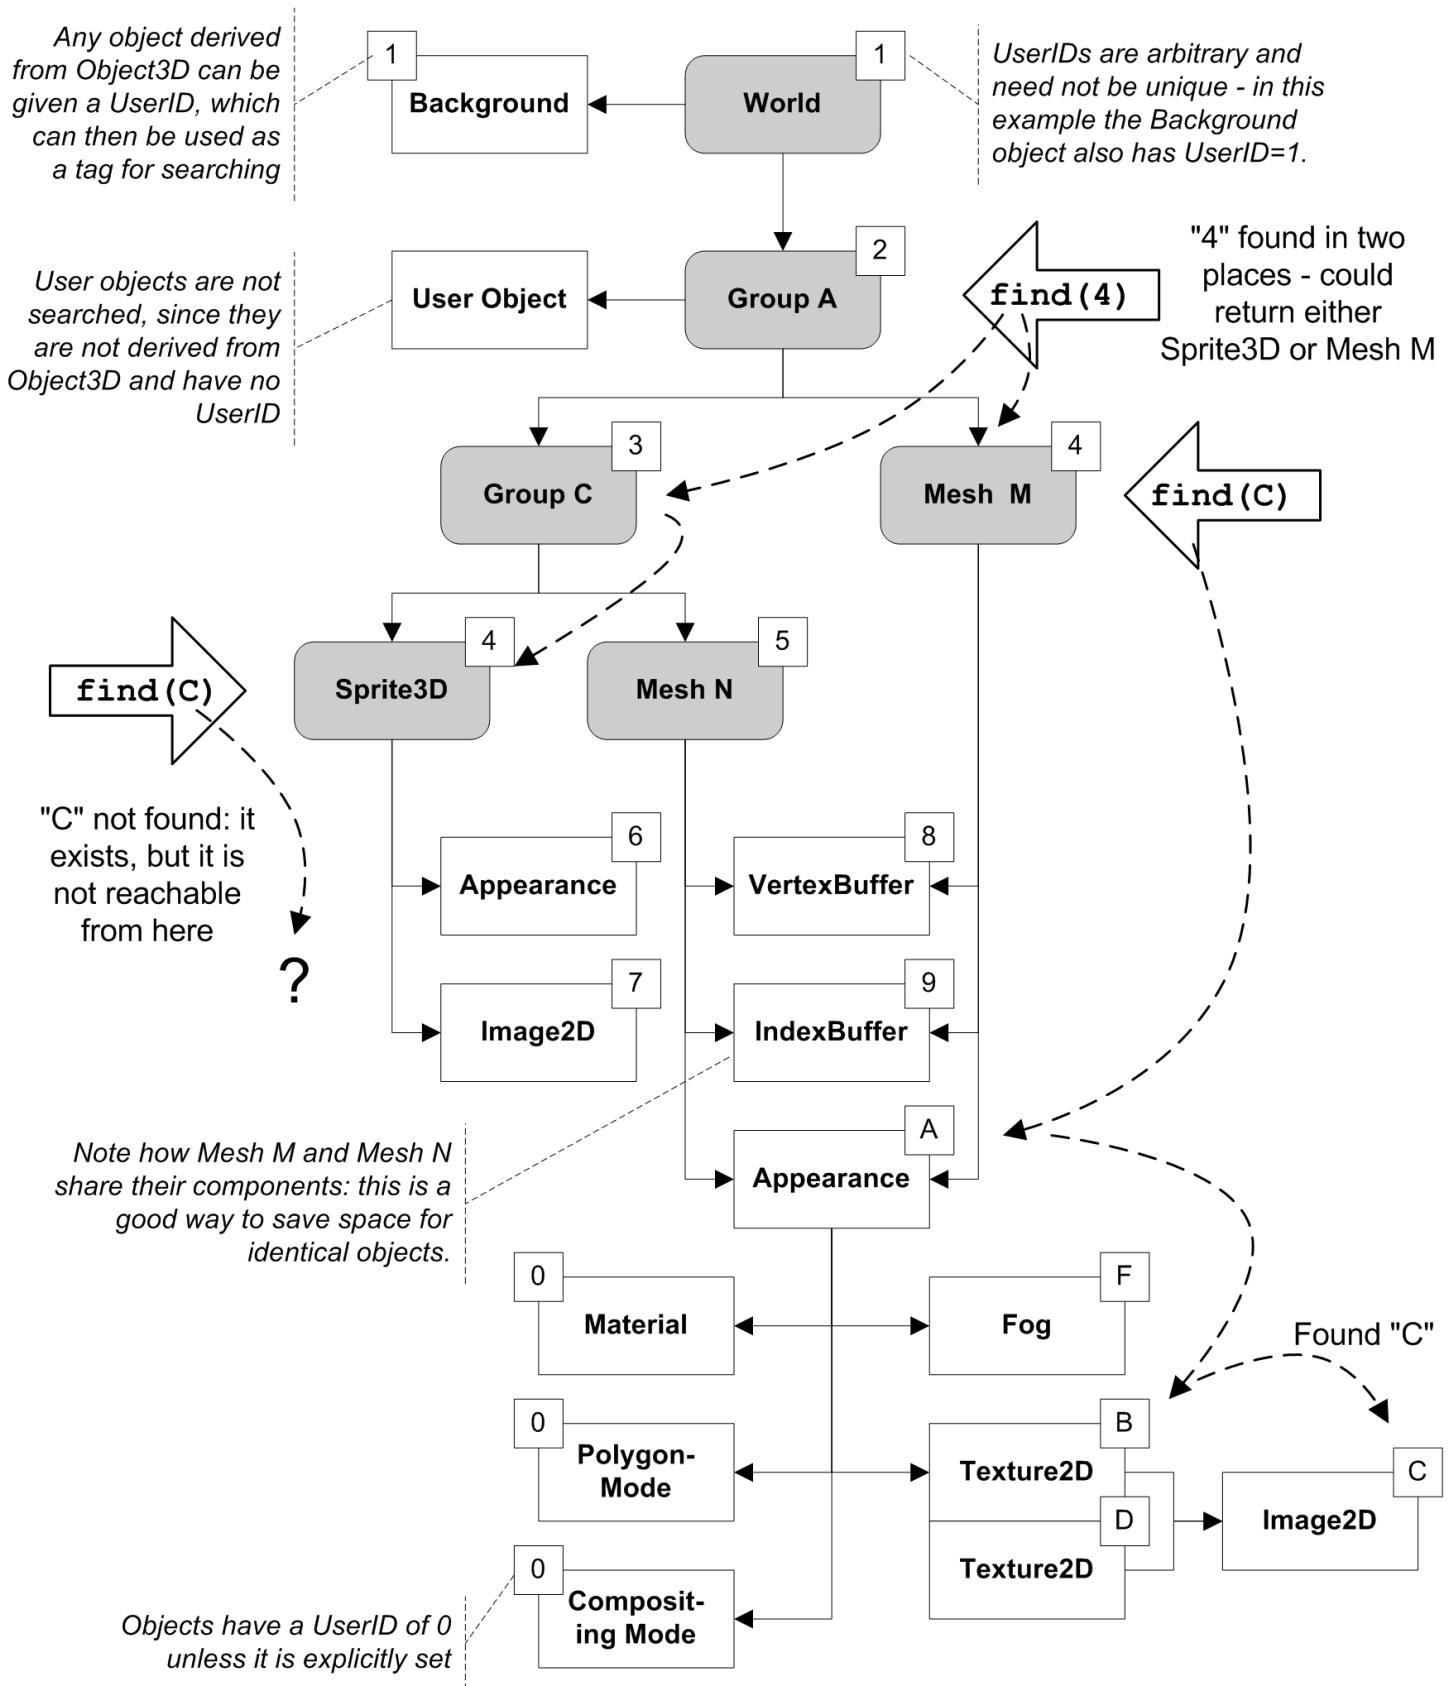 Any object derived
from Object3D can be
given a UserID, which
can then be used as
a tag for searching
1
Background
1
World
UserIDs are arbitrary and
need not be unique - in this
example the Background
object also has UserID=1.
User objects are not
searched, since they
are not derived from
Object3D and have no
UserID
User Object
2
Group A
find(4)
"4" found in two
places - could
return either
Sprite3D or Mesh M
3
Group C
4
Mesh M
find(C)
find(C)
4
Sprite3D
5
Mesh N
"C" not found: it
exists, but it is
not reachable
from here
?
6
Appearance
8
VertexBuffer
7
Image2D
9
IndexBuffer
Note how Mesh M and Mesh N
share their components: this is a
good way to save space for
identical objects.
A
Appearance
0
Material
F
Fog
Found "C"
0
Polygon-
Mode
B
Texture2D
D
Texture2D
C
Image2D
0
Composit-
ing Mode
Objects have a UserID of 0
unless it is explicitly set